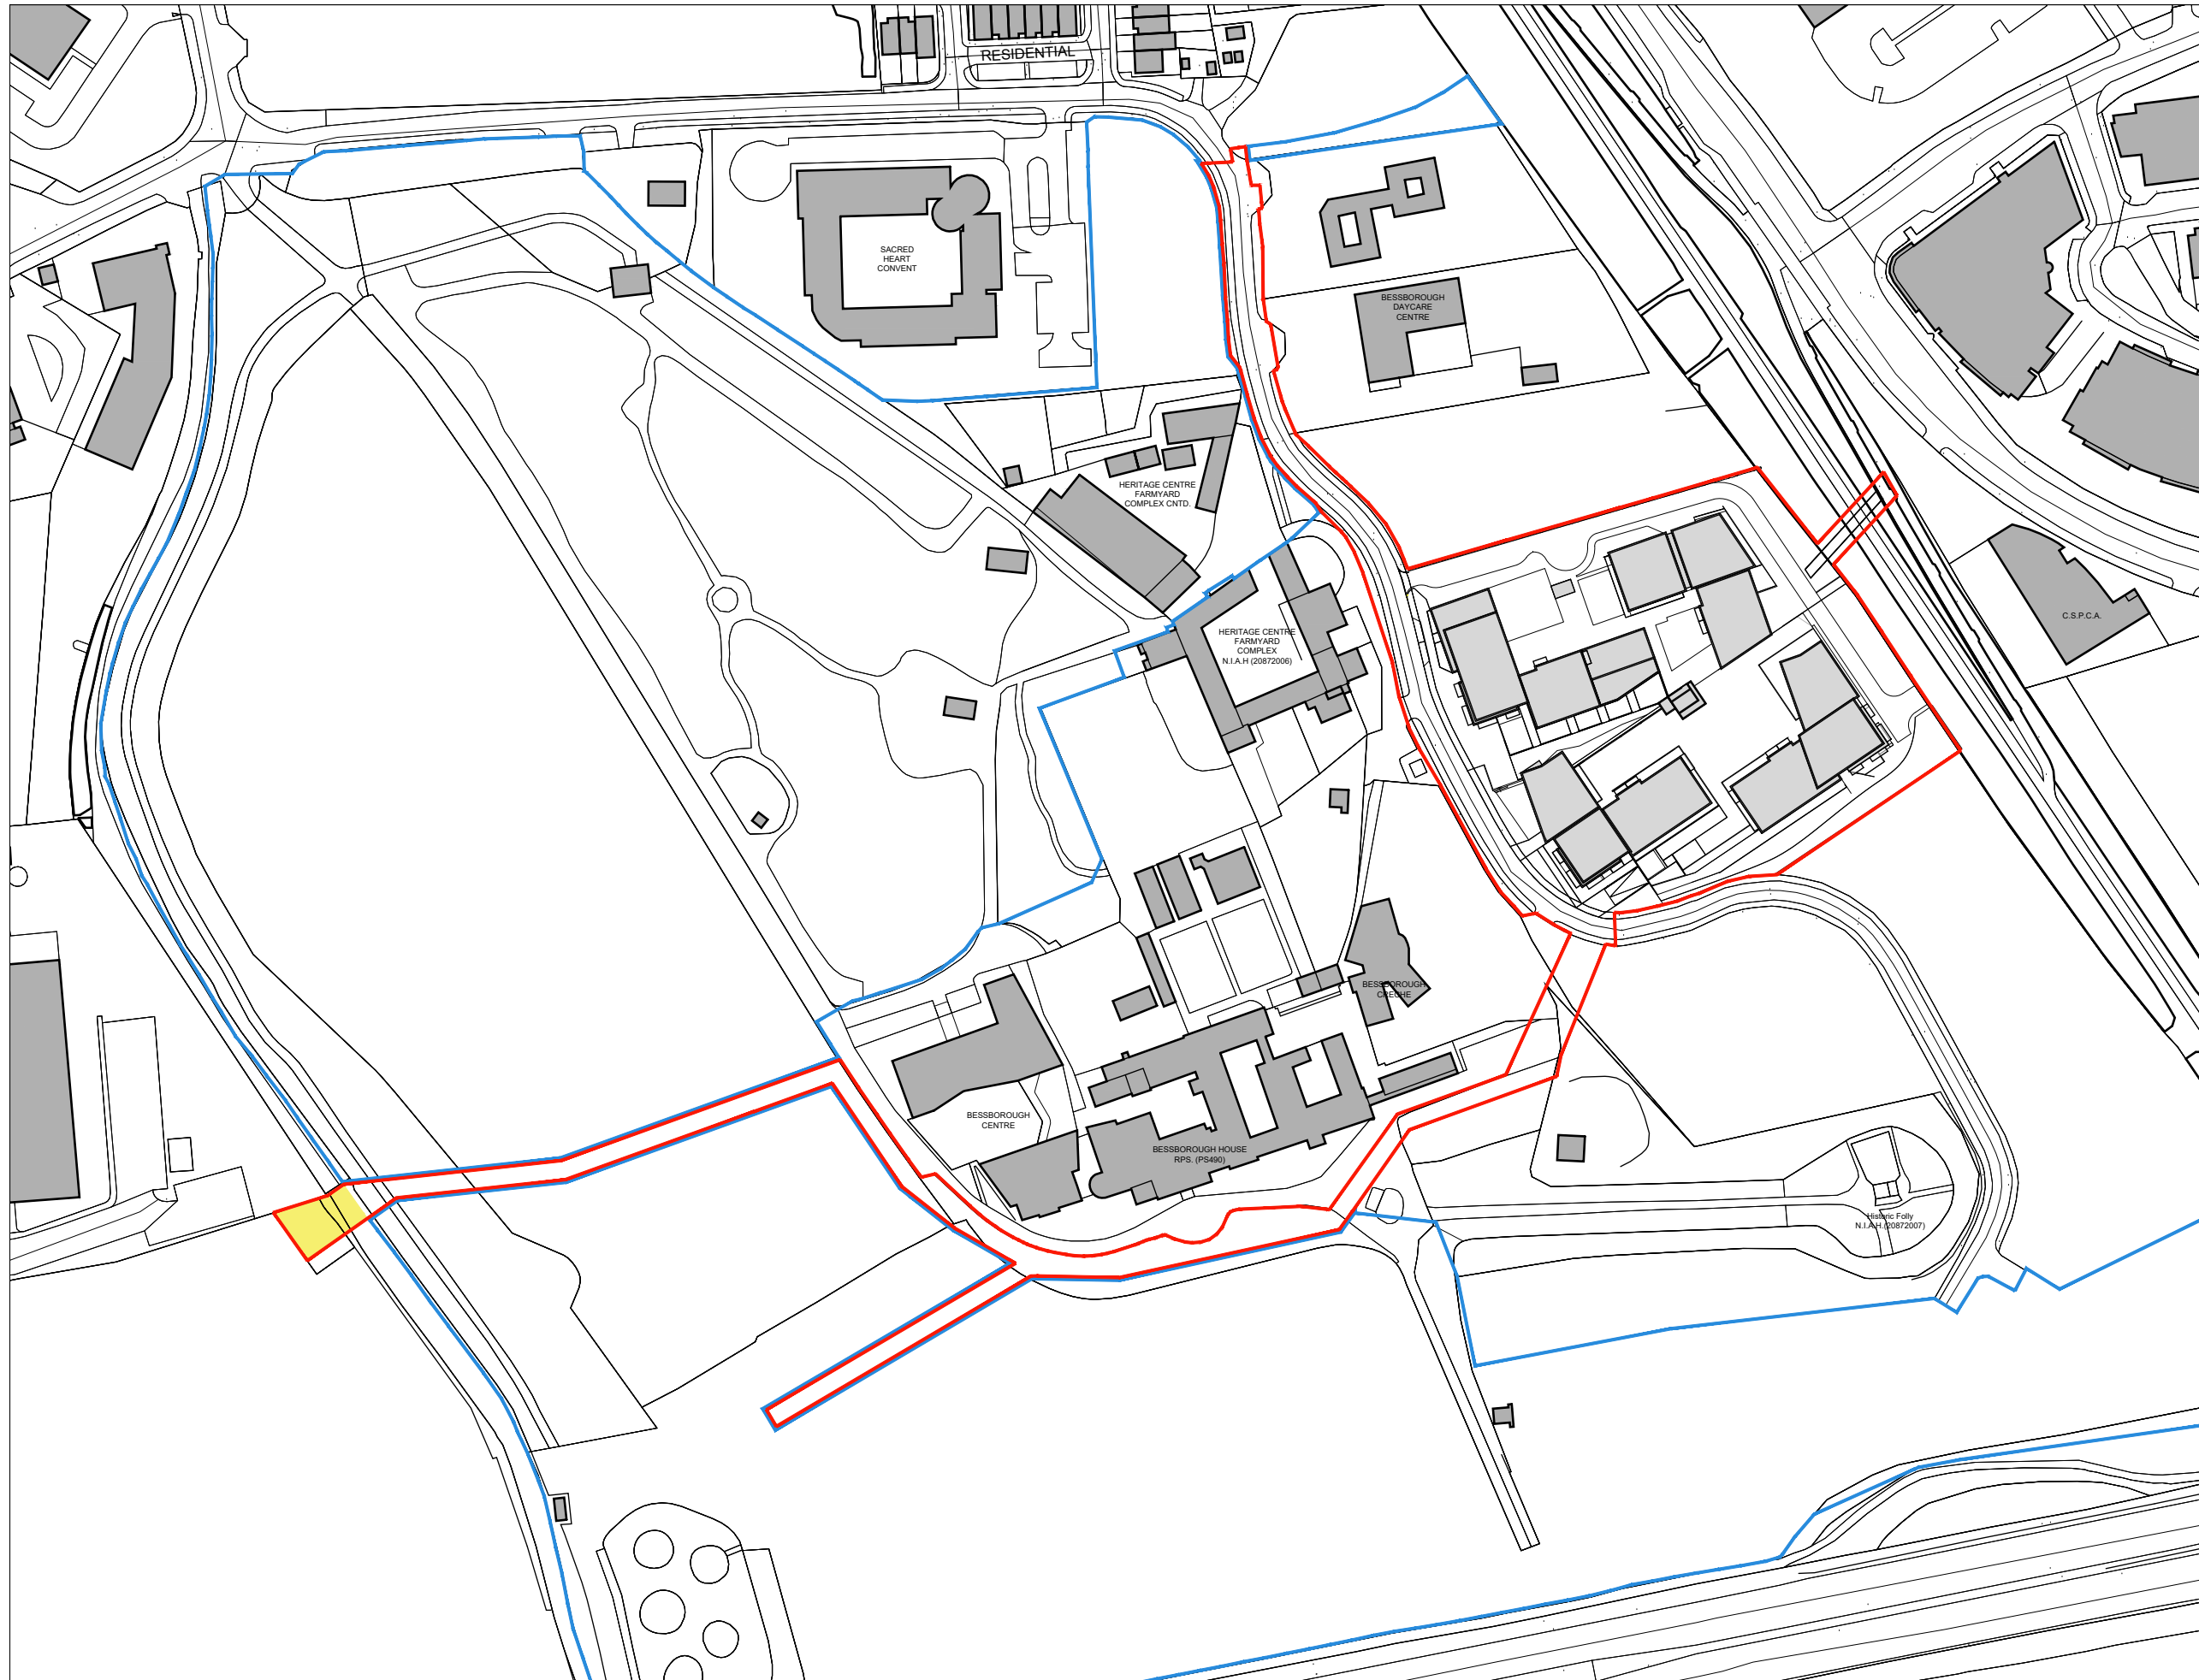 RESIDENTIAL
SACRED
HEART
CONVENT
BESSBOROUGH
DAYCARE
CENTRE
HERITAGE CENTRE
FARMYARD
COMPLEX CNTD.
HERITAGE CENTRE
FARMYARD
COMPLEX
N.I.A.H (20872006)
C.S.P.C.A.
BESSBOROUGH
CRECHE
BESSBOROUGH
CENTRE
BESSBOROUGH HOUSE
RPS. (PS490)
Historic Folly
N.I.A.H.(20872007)